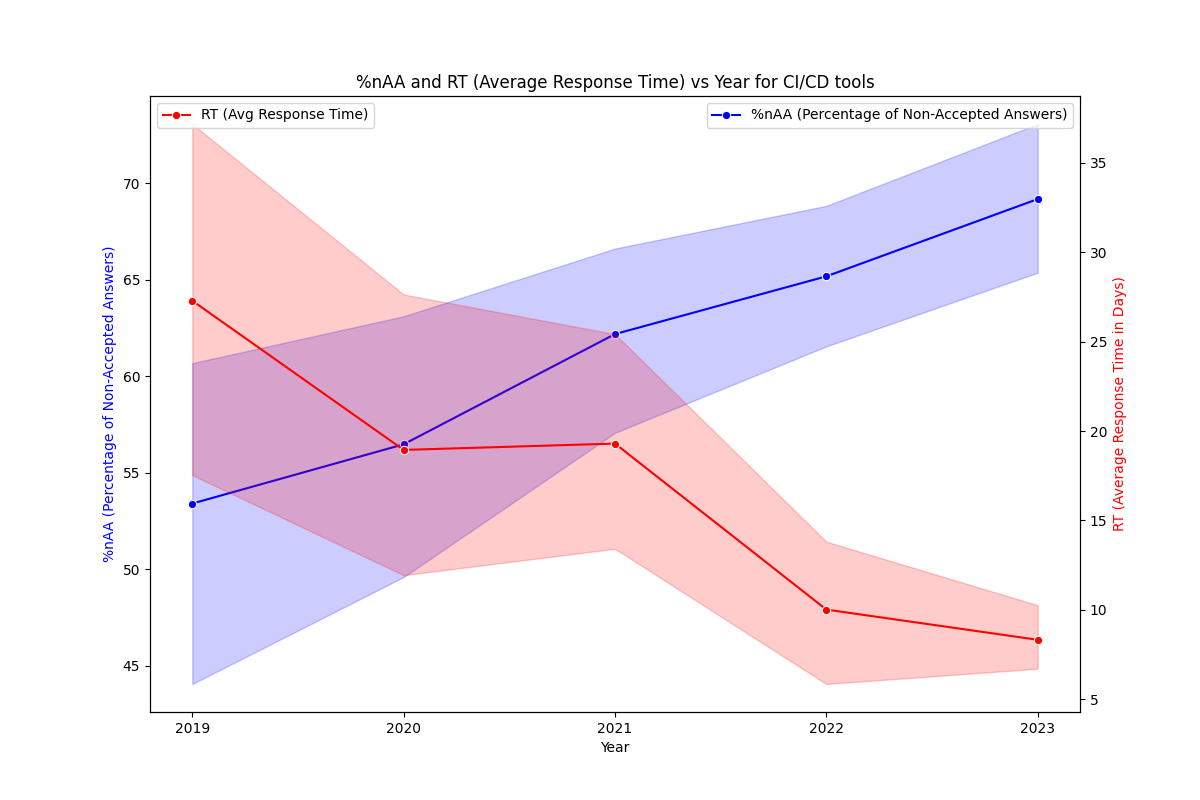 %nAA and RT (Average Response Time) vs Year for CI/CD tools
RT (Avg Response Time)
%nAA (Percentage of Non-Accepted Answers)
%nAA (Percentage of Non-Accepted Answers)
70
65
60
55
50
45
35
30
25
20
15
10
5
RT (Average Response Time in Days)
2019 2020 2021 2022 2023
Year